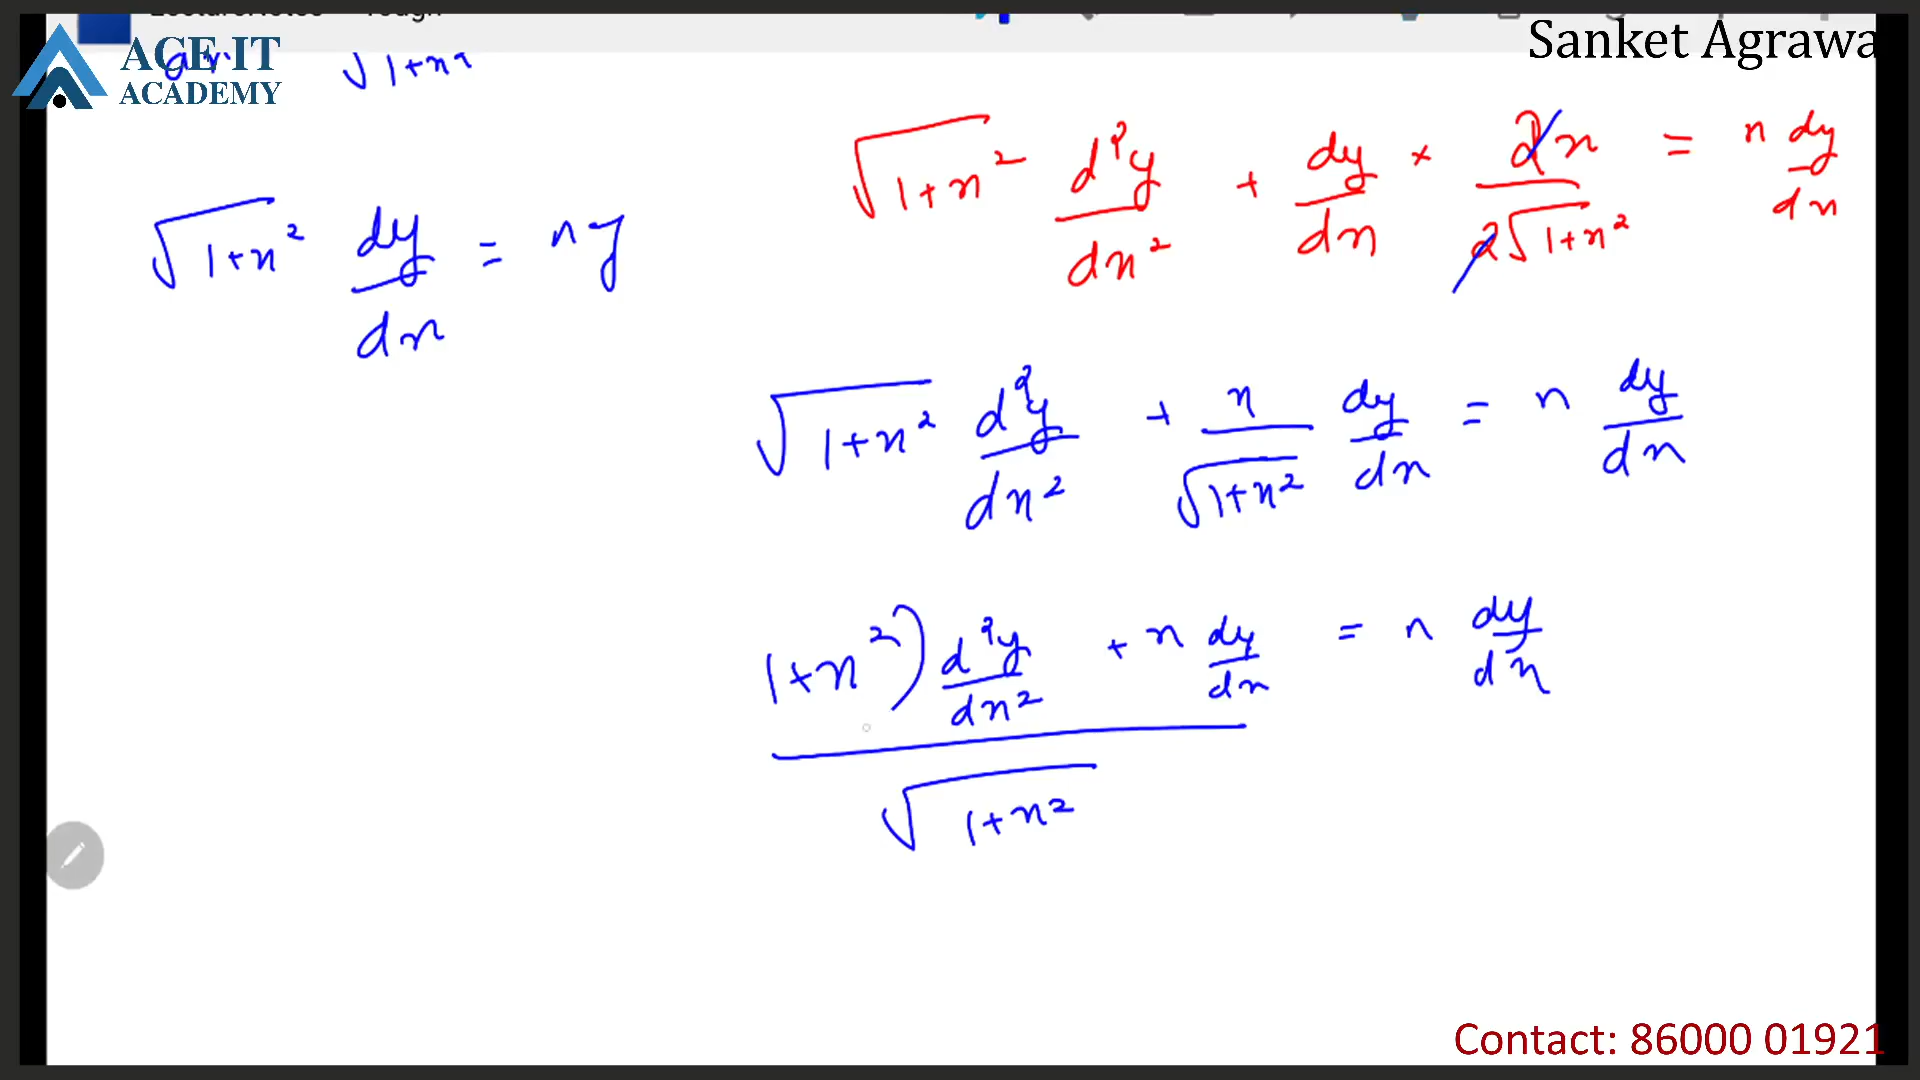 ACE IT
ACADEMY
Sanket Agrawa
√1+x²
√1+x² dy/dx = ny
√1+x² d²y/dx² + dy/dx × 2x/2√1+x² = n dy/dx
√1+x² d²y/dx² + x/√1+x² dy/dx = n dy/dx
1+x²) d²y/dx² + x dy/dx = n dy/dx
√1+x²
Contact: 86000 01921